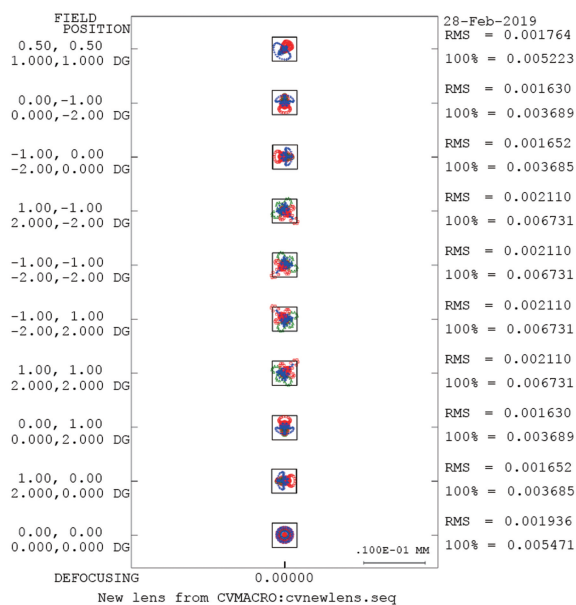 FIELD
POSITION
28-Feb-2019
0.50, 0.50
1.000,1.000 DG
RMS = 0.001764
100% = 0.005223
0.00,-1.00
0.000,-2.00 DG
RMS = 0.001630
100% = 0.003689
-1.00, 0.00
-2.00,0.000 DG
RMS = 0.001652
100% = 0.003685
1.00,-1.00
2.000,-2.00 DG
RMS = 0.002110
100% = 0.006731
-1.00,-1.00
-2.00,-2.00 DG
RMS = 0.002110
100% = 0.006731
-1.00, 1.00
-2.00,2.000 DG
RMS = 0.002110
100% = 0.006731
1.00, 1.00
2.000,2.000 DG
RMS = 0.002110
100% = 0.006731
0.00, 1.00
0.000,2.000 DG
RMS = 0.001630
100% = 0.003689
1.00, 0.00
2.000,0.000 DG
RMS = 0.001652
100% = 0.003685
0.00, 0.00
0.000,0.000 DG
RMS = 0.001936
100% = 0.005471
.100E-01 MM
DEFOCUSING 0.00000
New lens from CVMACRO:cvnewlens.seq